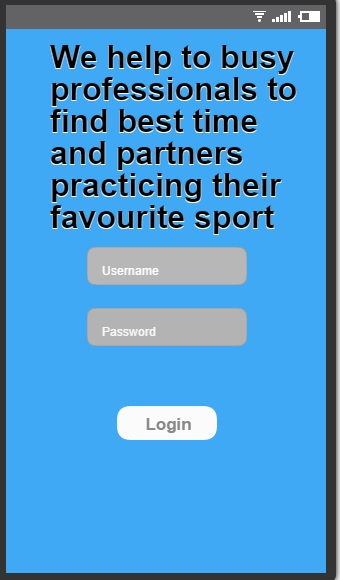 We help to busy
professionals to
find best time
and partners
practicing their
favourite sport
Username
Password
Login